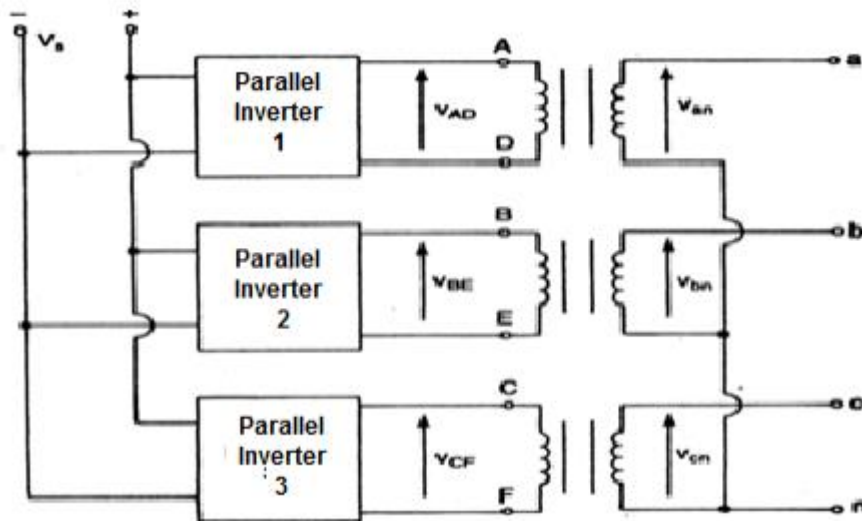 − +
Vs
Parallel
Inverter
1
A
VAD
D
Van
a
Parallel
Inverter
2
B
VBE
E
Vbn
b
Parallel
Inverter
3
C
VCF
F
Vcn
c
n